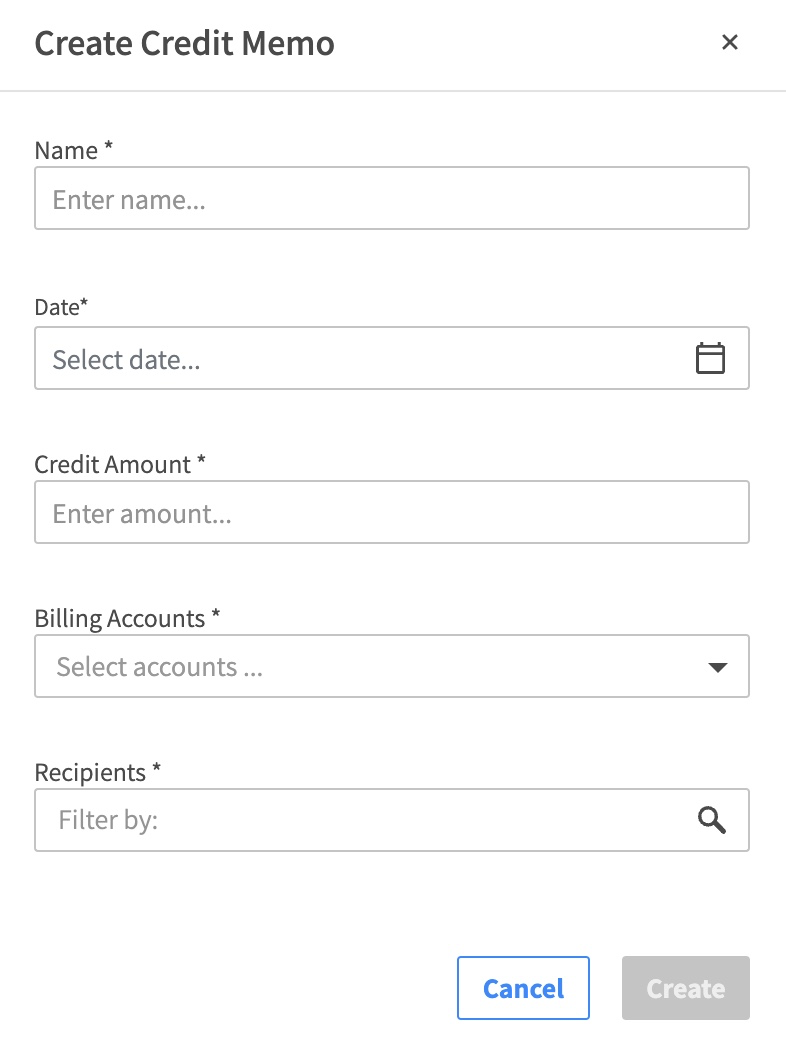 Create Credit Memo
Name *
Enter name...
Date*
Select date...
Credit Amount *
Enter amount...
Billing Accounts *
Select accounts ...
Recipients *
Filter by:
Cancel Create